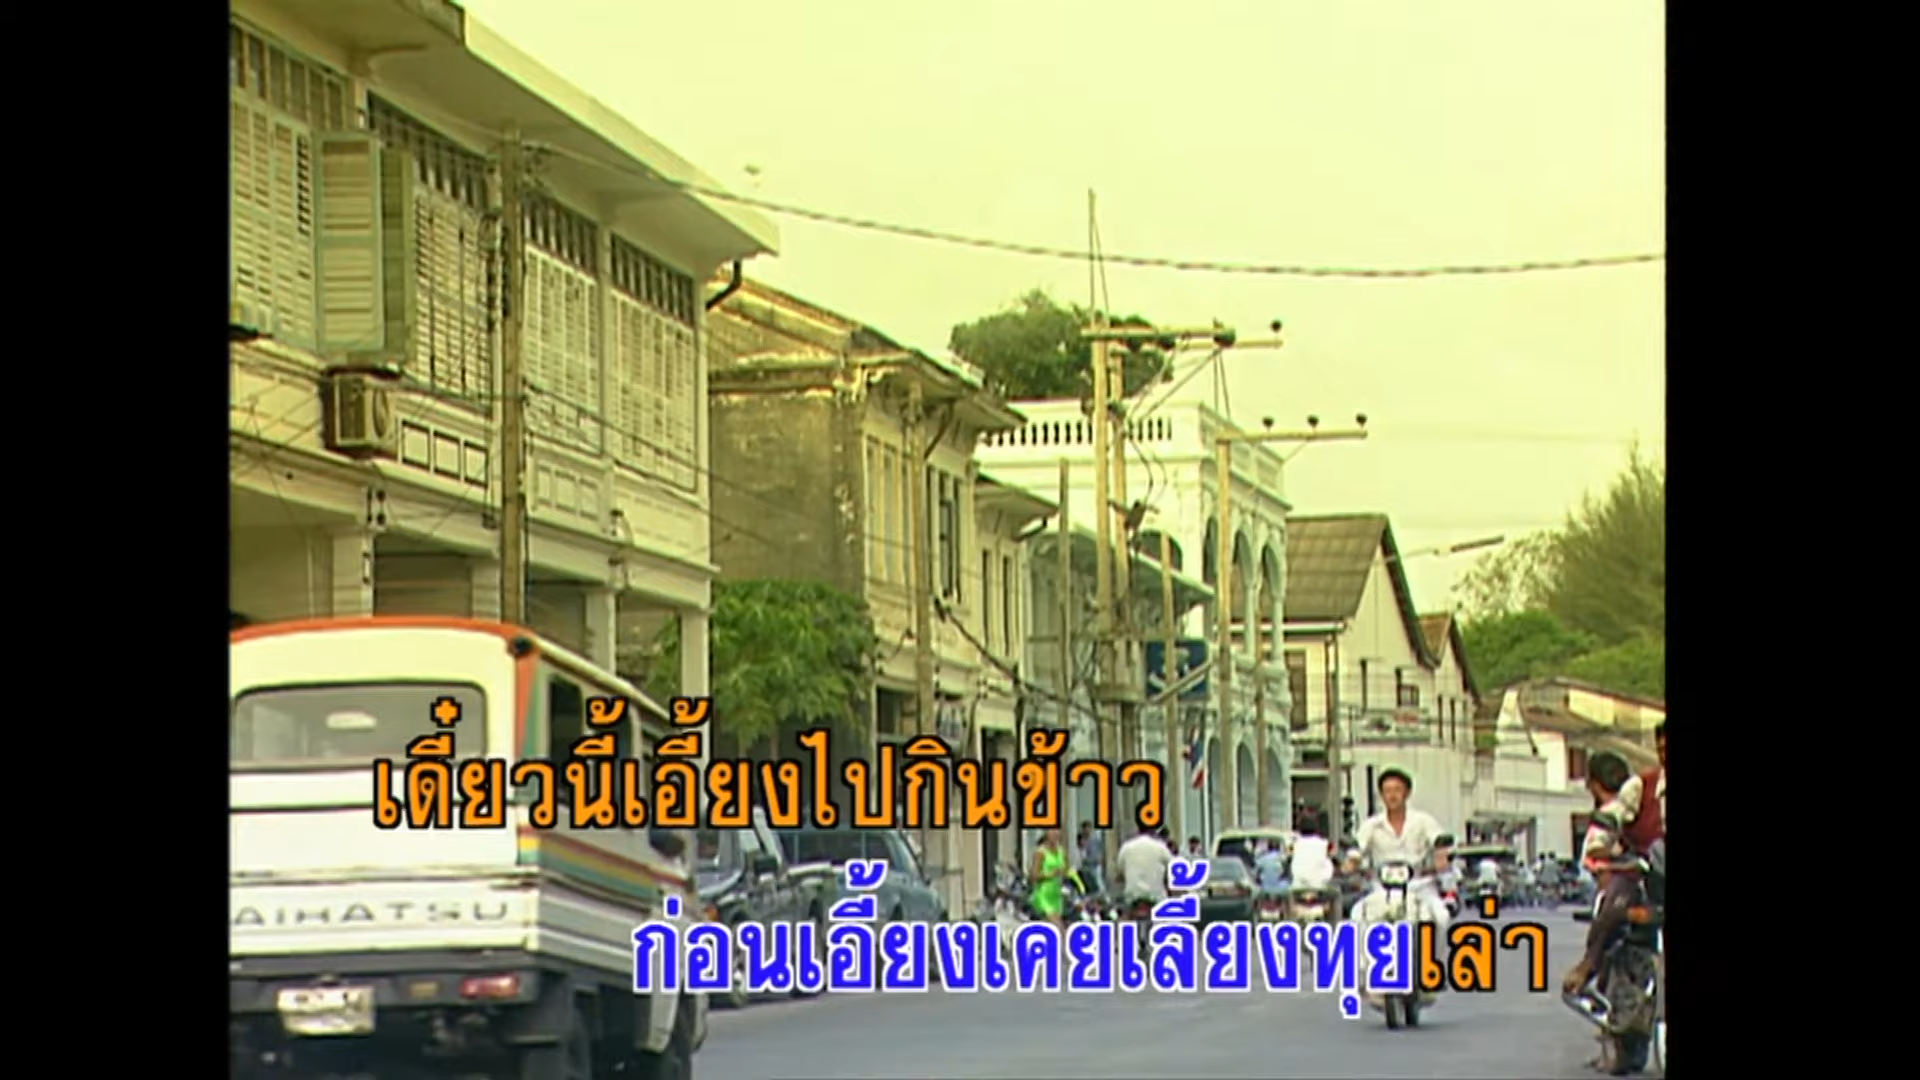 เดี๋ยวนี้เอี้ยงไปกินข้าว
ก่อนเอี้ยงเคยเลี้ยงทุยเล่า
AIHATSU